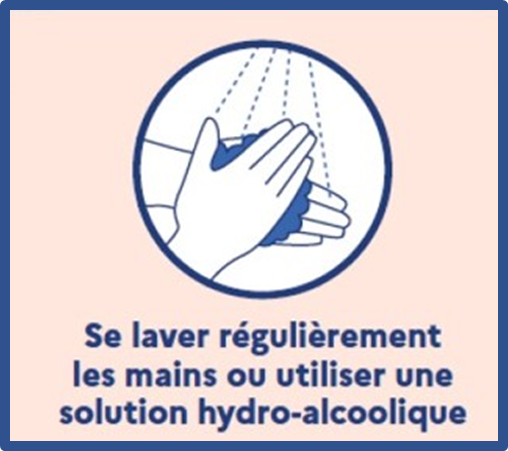 Se laver régulièrement
les mains ou utiliser une
solution hydro-alcoolique